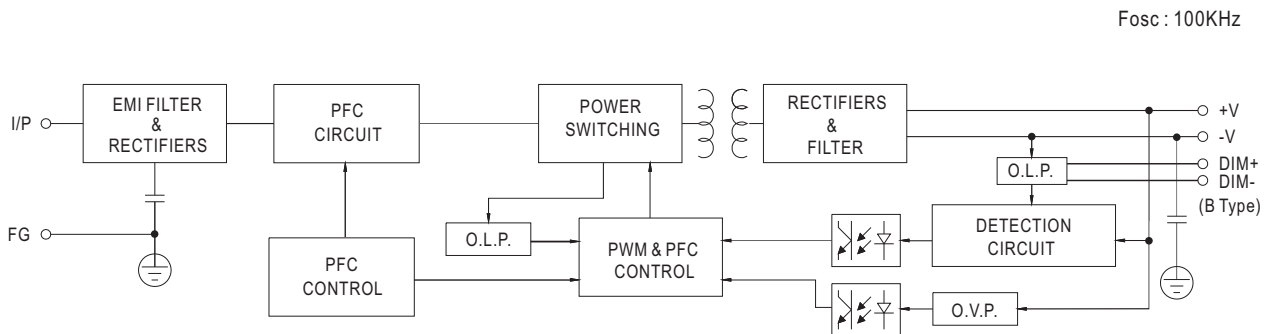 Fosc : 100KHz
I/P
EMI FILTER
&
RECTIFIERS
PFC
CIRCUIT
POWER
SWITCHING
RECTIFIERS
&
FILTER
+V
-V
O.L.P.
DIM+
DIM-
(B Type)
FG
O.L.P.
PFC
CONTROL
PWM & PFC
CONTROL
DETECTION
CIRCUIT
O.V.P.